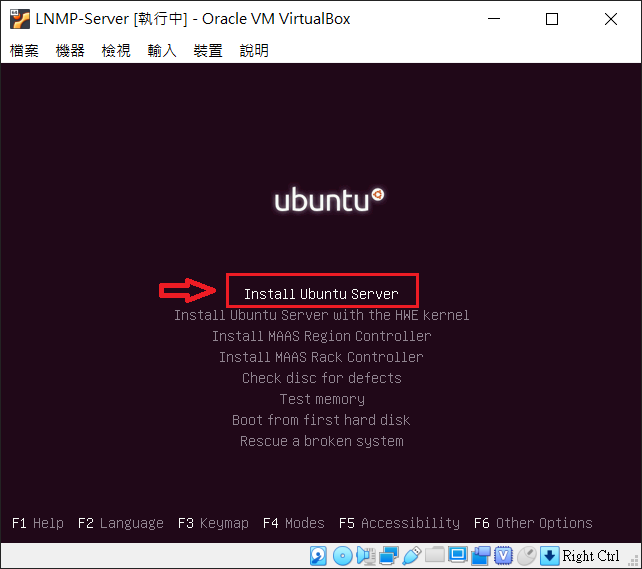 LNMP-Server [執行中] - Oracle VM VirtualBox
檔案 機器 檢視 輸入 裝置 說明
ubuntu
Install Ubuntu Server
Install Ubuntu Server with the HWE kernel
Install MAAS Region Controller
Install MAAS Rack Controller
Check disc for defects
Test memory
Boot from first hard disk
Rescue a broken system
F1 Help F2 Language F3 Keymap F4 Modes F5 Accessibility F6 Other Options
Right Ctrl